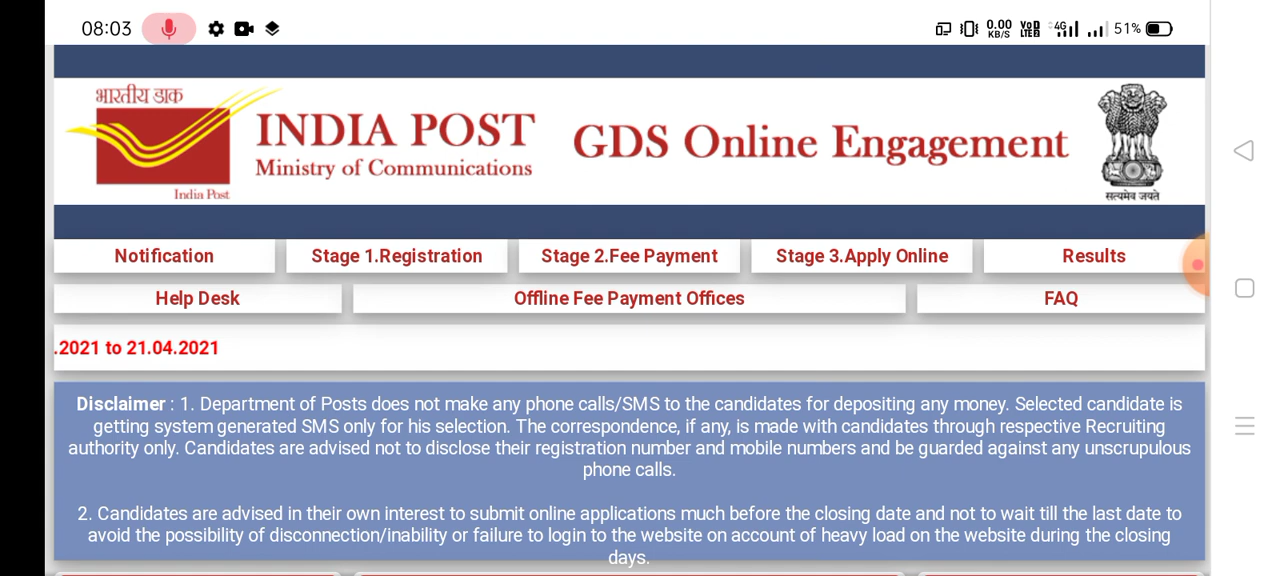 08:03
0.00
KB/S
4G
51%
भारतीय डाक
INDIA POST
Ministry of Communications
India Post
GDS Online Engagement
सत्यमेव जयते
Notification
Stage 1.Registration
Stage 2.Fee Payment
Stage 3.Apply Online
Results
Help Desk
Offline Fee Payment Offices
FAQ
.2021 to 21.04.2021
Disclaimer : 1. Department of Posts does not make any phone calls/SMS to the candidates for depositing any money. Selected candidate is
getting system generated SMS only for his selection. The correspondence, if any, is made with candidates through respective Recruiting
authority only. Candidates are advised not to disclose their registration number and mobile numbers and be guarded against any unscrupulous
phone calls.
2. Candidates are advised in their own interest to submit online applications much before the closing date and not to wait till the last date to
avoid the possibility of disconnection/inability or failure to login to the website on account of heavy load on the website during the closing
days.